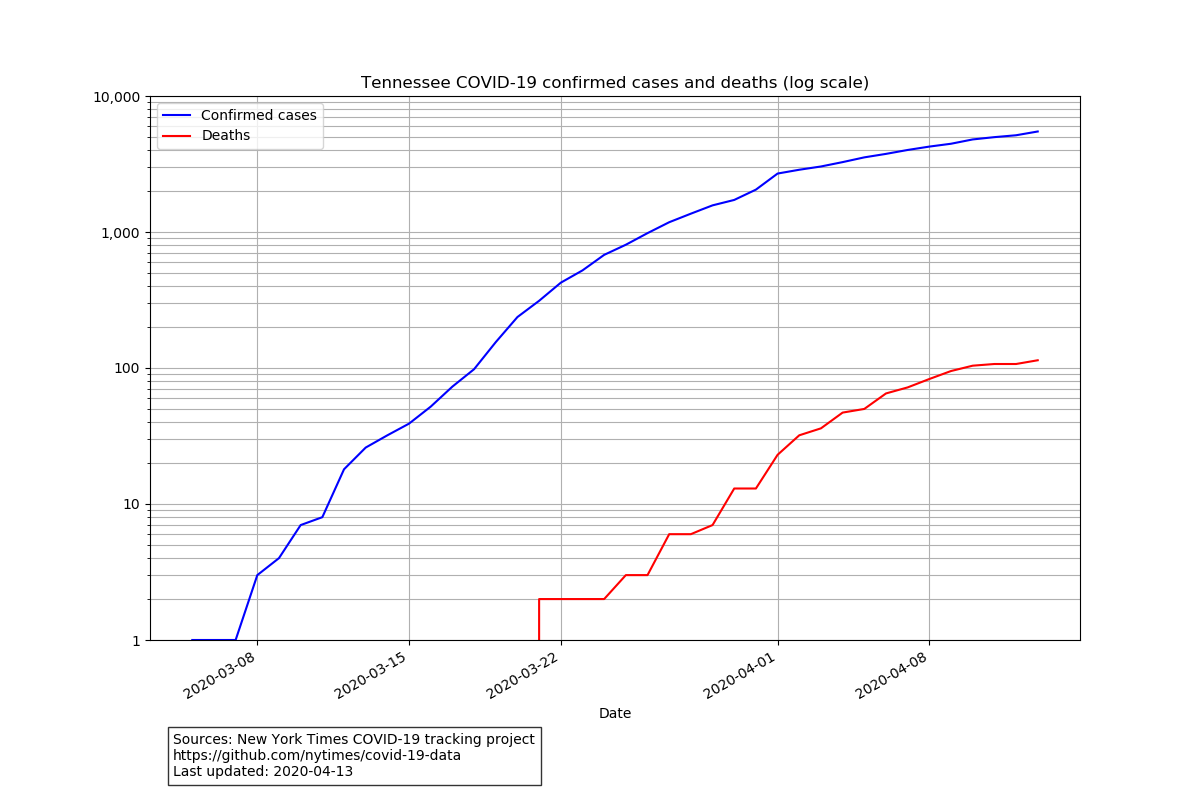 Tennessee COVID-19 confirmed cases and deaths (log scale)
10,000
1,000
100
10
1
Confirmed cases
Deaths
2020-03-08
2020-03-15
2020-03-22
2020-04-01
2020-04-08
Date
Sources: New York Times COVID-19 tracking project
https://github.com/nytimes/covid-19-data
Last updated: 2020-04-13